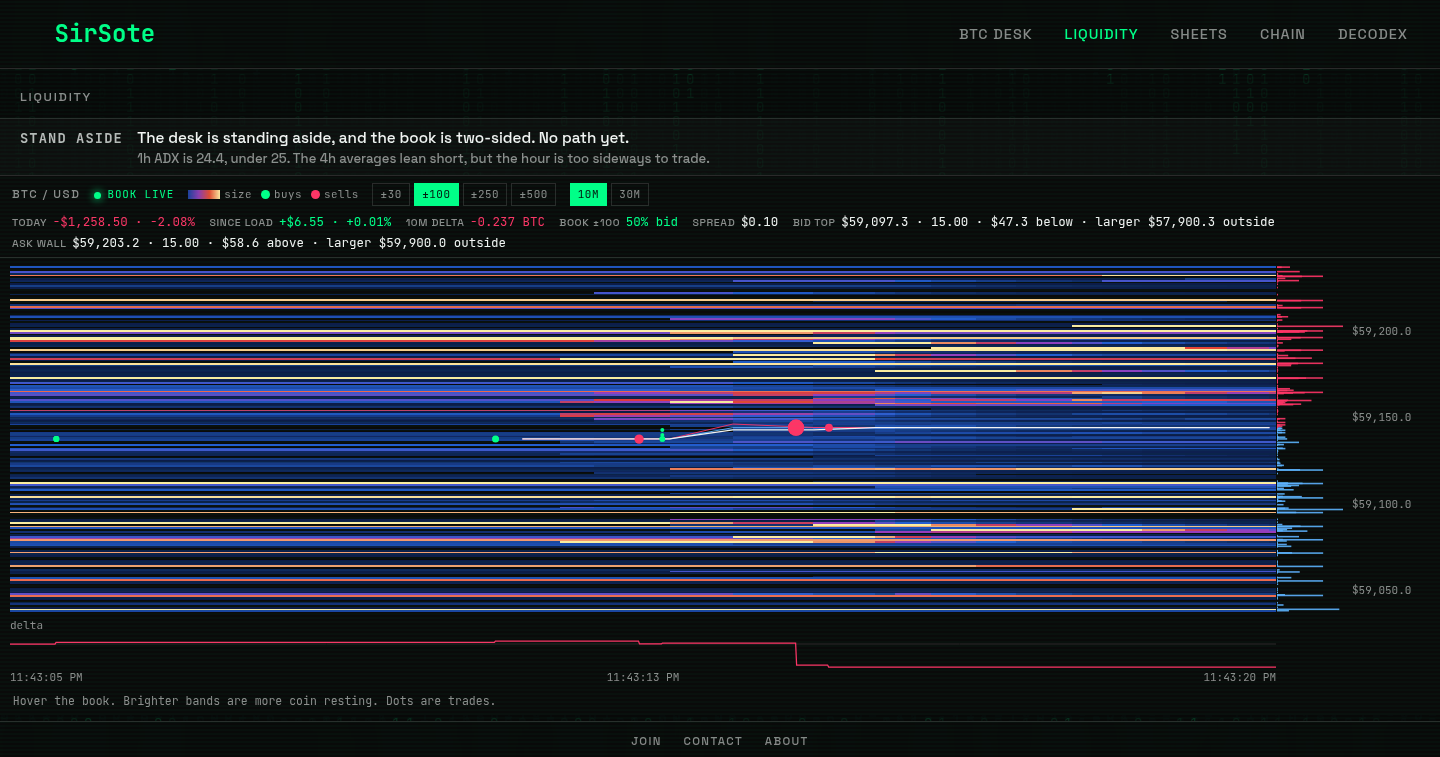 SirSote
BTC DESK LIQUIDITY SHEETS CHAIN DECODEX
LIQUIDITY
STAND ASIDE The desk is standing aside, and the book is two-sided. No path yet.
1h ADX is 24.4, under 25. The 4h averages lean short, but the hour is too sideways to trade.
BTC / USD BOOK LIVE size buys sells ±30 ±100 ±250 ±500 10M 30M
TODAY -$1,258.50 · -2.08% SINCE LOAD +$6.55 · +0.01% 10M DELTA -0.237 BTC BOOK ±100 50% bid SPREAD $0.10 BID TOP $59,097.3 · 15.00 · $47.3 below · larger $57,900.3 outside
ASK WALL $59,203.2 · 15.00 · $58.6 above · larger $59,900.0 outside
$59,200.0
$59,150.0
$59,100.0
$59,050.0
delta
11:43:05 PM 11:43:13 PM 11:43:20 PM
Hover the book. Brighter bands are more coin resting. Dots are trades.
JOIN CONTACT ABOUT